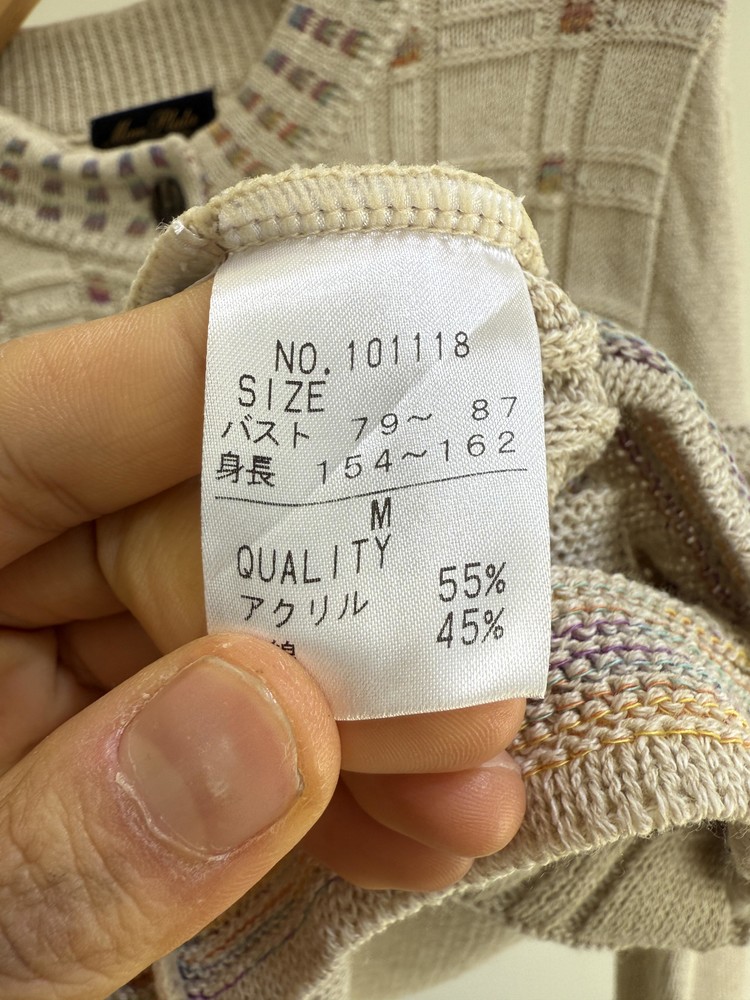 NO.101118
SIZE
バスト 79～ 87
身長 154～162
M
QUALITY
アクリル 55%
45%